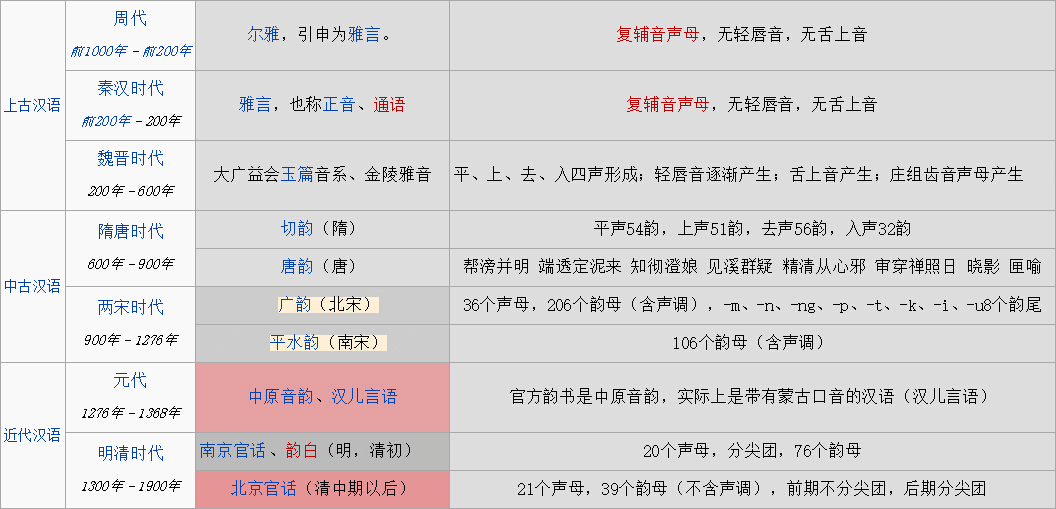 上古汉语
周代
前1000年－前200年
尔雅，引申为雅言。
复辅音声母，无轻唇音，无舌上音
秦汉时代
前200年－200年
雅言，也称正音、通语
复辅音声母，无轻唇音，无舌上音
魏晋时代
200年－600年
大广益会玉篇音系、金陵雅音
平、上、去、入四声形成；轻唇音逐渐产生；舌上音产生；庄组齿音声母产生
中古汉语
隋唐时代
600年－900年
切韵（隋）
平声54韵，上声51韵，去声56韵，入声32韵
唐韵（唐）
帮滂并明 端透定泥来 知彻澄娘 见溪群疑 精清从心邪 审穿禅照日 晓影 匣喻
两宋时代
900年－1276年
广韵（北宋）
36个声母，206个韵母（含声调），-m、-n、-ng、-p、-t、-k、-i、-u8个韵尾
平水韵（南宋）
106个韵母（含声调）
近代汉语
元代
1276年－1368年
中原音韵、汉儿言语
官方韵书是中原音韵，实际上是带有蒙古口音的汉语（汉儿言语）
明清时代
1300年－1900年
南京官话、韵白（明，清初）
20个声母，分尖团，76个韵母
北京官话（清中期以后）
21个声母，39个韵母（不含声调），前期不分尖团，后期分尖团